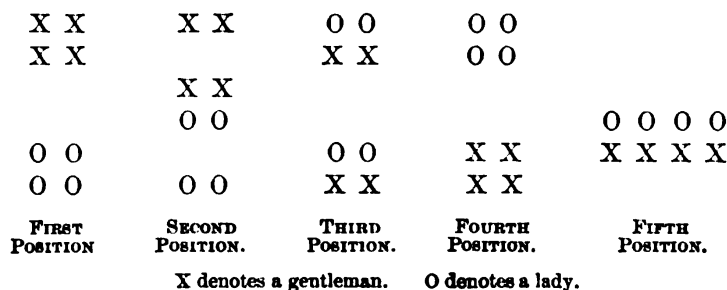 X X X X O O O O
X X X X O O
X X
O O O O O O
O O O O X X X X X X
O O O O X X X X
FIRST POSITION
SECOND POSITION.
THIRD POSITION.
FOURTH POSITION.
FIFTH POSITION.
X denotes a gentleman. O denotes a lady.